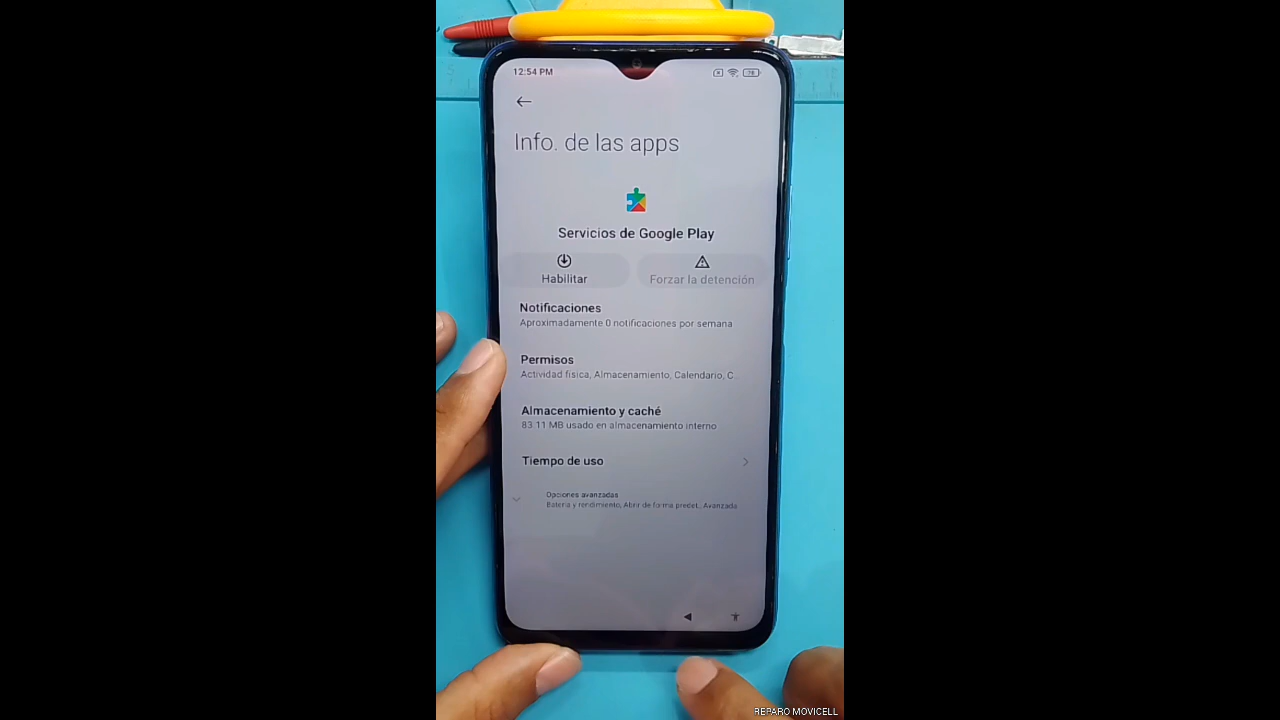 12:54 PM
78
Info. de las apps
Servicios de Google Play
Habilitar
Forzar la detención
Notificaciones
Aproximadamente 0 notificaciones por semana
Permisos
Actividad física, Almacenamiento, Calendario, C...
Almacenamiento y caché
83.11 MB usado en almacenamiento interno
Tiempo de uso
Opciones avanzadas
Batería y rendimiento, Abrir de forma predet., Avanzada
REPARO MOVICELL